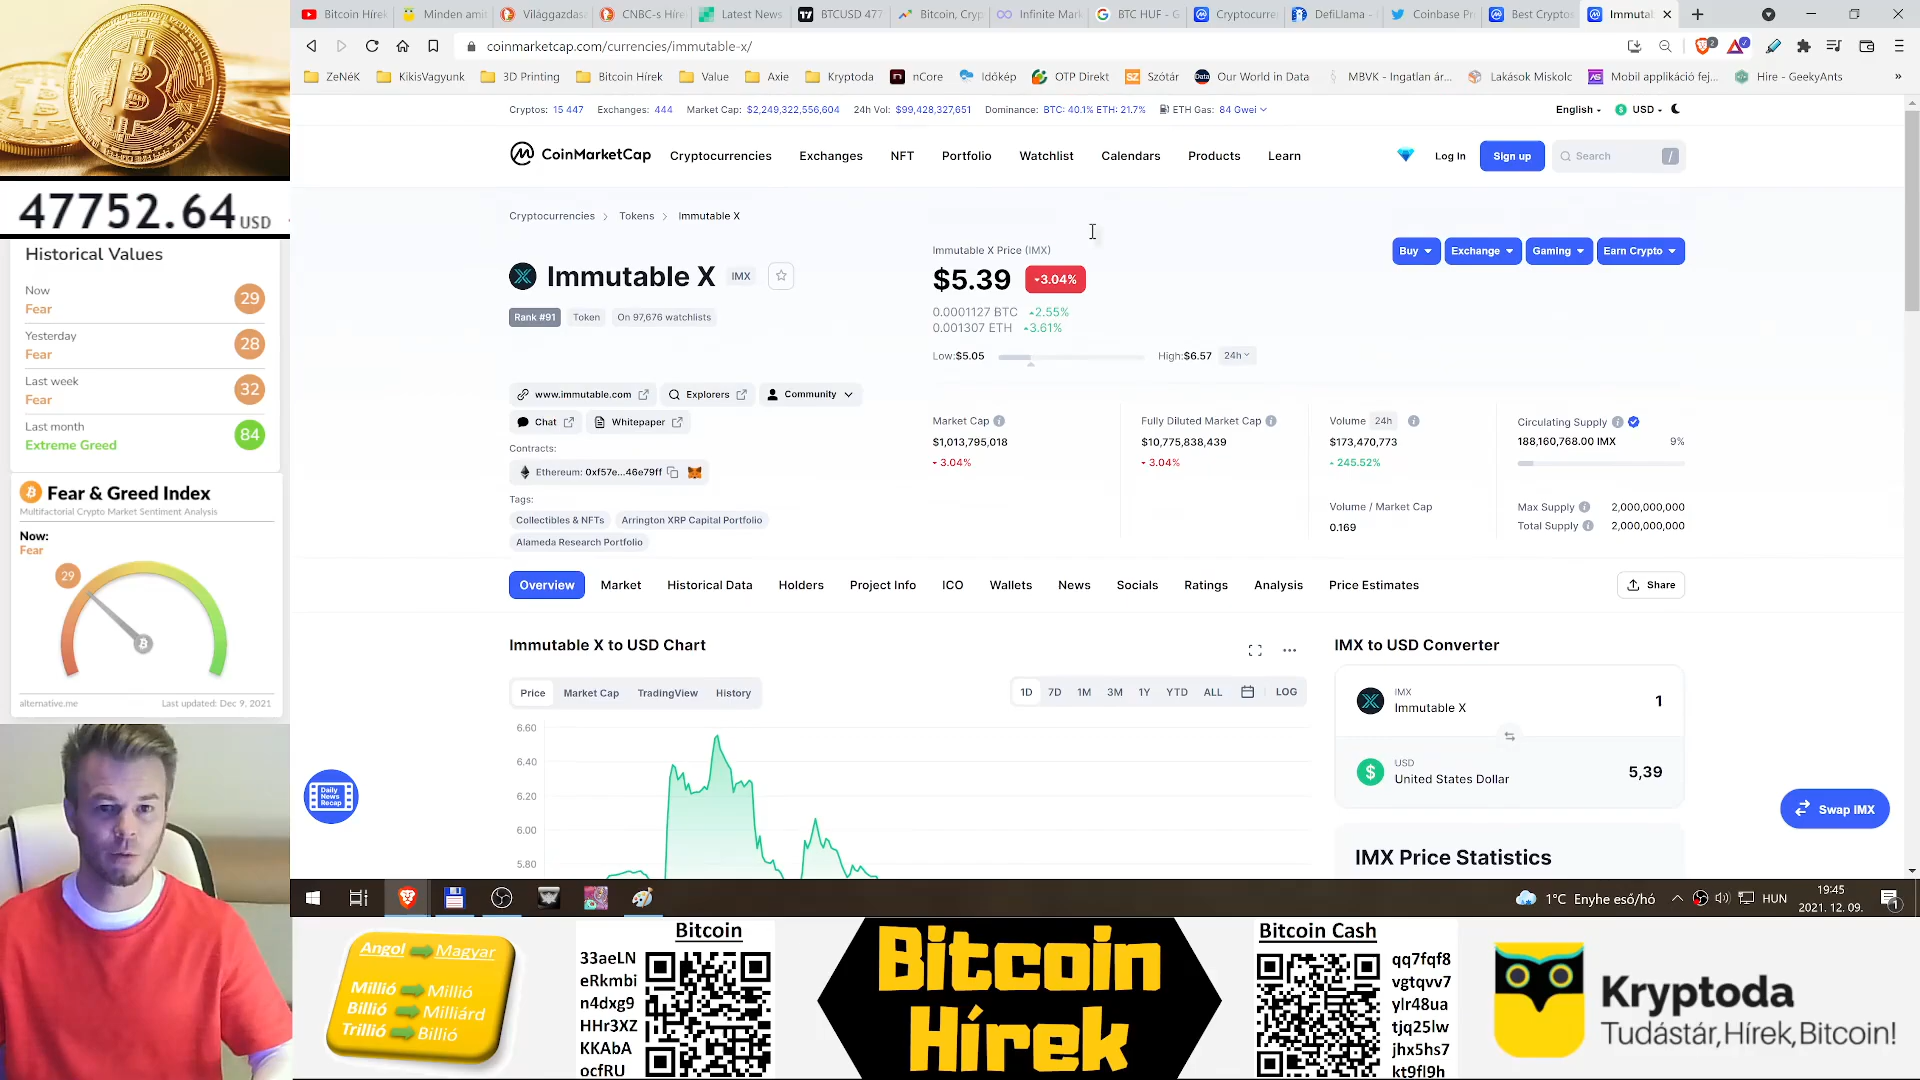 Bitcoin Hírek
Minden ami
Világgazdas
CNBC-s Híre
Latest News
BTCUSD 477
Bitcoin, Cryp
Infinite Mark
BTC HUF - G
Cryptocurre
DefiLlama -
Coinbase Pr
Best Cryptos
Immutab
coinmarketcap.com/currencies/immutable-x/
2
ZeNéK
KikisVagyunk
3D Printing
Bitcoin Hírek
Value
Axie
Kryptoda
nCore
Időkép
OTP Direkt
SZ Szótár
Our World in Data
MBVK - Ingatlan ár...
Lakások Miskolc
Mobil applikáció fej...
Hire - GeekyAnts
»
Cryptos: 15 447 Exchanges: 444 Market Cap: $2,249,322,556,604 24h Vol: $99,428,327,651 Dominance: BTC: 40.1% ETH: 21.7% ETH Gas: 84 Gwei
English USD
CoinMarketCap Cryptocurrencies Exchanges NFT Portfolio Watchlist Calendars Products Learn
Log In Sign up Search /
Cryptocurrencies > Tokens > Immutable X
Immutable X IMX
Rank #91 Token On 97,676 watchlists
www.immutable.com Explorers Community
Chat Whitepaper
Contracts:
Ethereum: 0xf57e...46e79ff
Tags:
Collectibles & NFTs Arrington XRP Capital Portfolio
Alameda Research Portfolio
Immutable X Price (IMX)
$5.39 3.04%
0.0001127 BTC 2.55%
0.001307 ETH 3.61%
Low:$5.05 High:$6.57 24h
Buy Exchange Gaming Earn Crypto
Market Cap
$1,013,795,018
3.04%
Fully Diluted Market Cap
$10,775,838,439
3.04%
Volume 24h
$173,470,773
245.52%
Volume / Market Cap
0.169
Circulating Supply
188,160,768.00 IMX 9%
Max Supply 2,000,000,000
Total Supply 2,000,000,000
Overview Market Historical Data Holders Project Info ICO Wallets News Socials Ratings Analysis Price Estimates
Share
Immutable X to USD Chart
Price Market Cap TradingView History
1D 7D 1M 3M 1Y YTD ALL LOG
6.60
6.40
6.20
6.00
5.80
IMX to USD Converter
IMX
Immutable X 1
USD
United States Dollar 5,39
IMX Price Statistics
Swap IMX
Daily
News
Recap
47752.64 USD
Historical Values
Now
Fear 29
Yesterday
Fear 28
Last week
Fear 32
Last month
Extreme Greed 84
Fear & Greed Index
Multifactorial Crypto Market Sentiment Analysis
Now:
Fear
29
alternative.me Last updated: Dec 9, 2021
1°C Enyhe eső/hó
HUN
19:45
2021. 12. 09.
1
Angol Magyar
Millió Millió
Billió Milliárd
Trillió Billió
Bitcoin
33aeLN
eRkmbi
n4dxg9
HHr3XZ
KKAbA
ocfRU
Bitcoin
Hírek
Bitcoin Cash
qq7fqf8
vgtqvv7
ylr48ua
tjq25lw
jhx5hs7
kt9fl9h
Kryptoda
Tudástár,Hírek,Bitcoin!